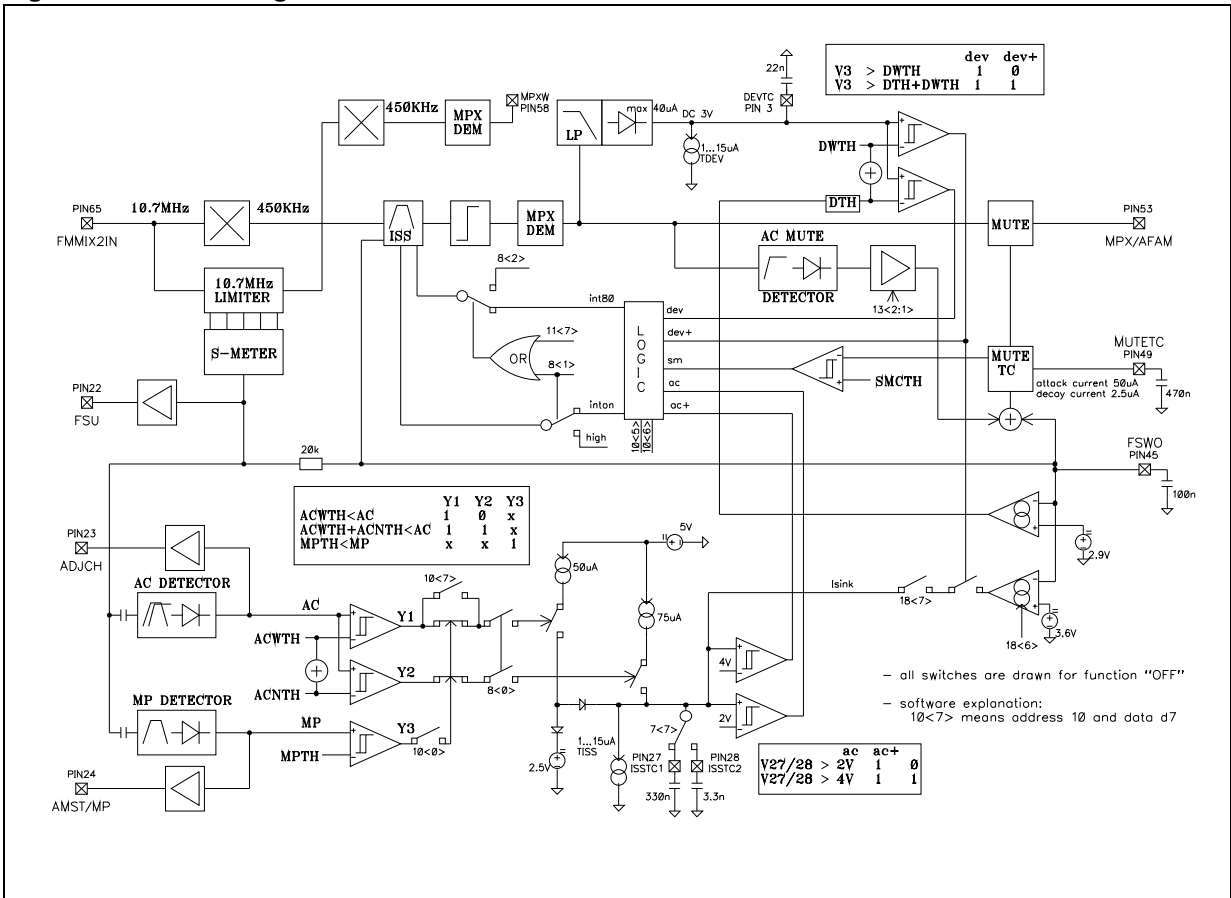 dev dev+
V3 > DWTH 1 0
V3 > DTH+DWTH 1 1
22n
DEVTC
PIN 3
MPXW
PIN58
450KHz
MPX
DEM
LP
max 40uA
DC 3V
1...15uA
TDEV
DWTH
DTH
PIN65
FMMIX2IN
10.7MHz
450KHz
ISS
MPX
DEM
MUTE
PIN53
MPX/AFAM
AC MUTE
DETECTOR
13<2:1>
10.7MHz
LIMITER
S-METER
8<2>
int80
11<7>
OR
8<1>
inton
high
LOGIC
dev
dev+
sm
ac
ac+
10<5>
10<6>
SMCTH
MUTE
TC
MUTETC
PIN49
attack current 50uA
decay current 2.5uA
470n
PIN22
FSU
20k
FSWO
PIN45
100n
Y1 Y2 Y3
ACWTH<AC 1 0 x
ACWTH+ACNTH<AC 1 1 x
MPTH<MP x x 1
2.9V
PIN23
ADJCH
AC DETECTOR
AC
ACWTH
ACNTH
10<7>
Y1
Y2
8<0>
50uA
5V
75uA
Isink
18<7>
18<6>
3.6V
MP DETECTOR
MP
MPTH
Y3
10<0>
PIN24
AMST/MP
2.5V
1...15uA
TISS
4V
2V
7<7>
PIN27
ISSTC1
PIN28
ISSTC2
330n
3.3n
ac ac+
V27/28 > 2V 1 0
V27/28 > 4V 1 1
- all switches are drawn for function "OFF"
- software explanation:
10<7> means address 10 and data d7